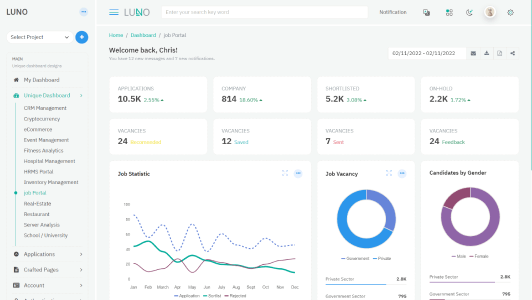 LUNO
Select Project
MAIN
Unique dashboard designs
My Dashboard
Unique Dashboard
CRM Management
Cryptocurrency
eCommerce
Event Management
Fitness Analytics
Hospital Management
HRMS Portal
Inventory Management
Job Portal
Real-Estate
Restaurant
Server Analysis
School / University
Applications
Crafted Pages
Account
LUNO
Enter your search key word
Notification
Home / Dashboard / Job Portal
Welcome back, Chris!
You have 12 new messages and 7 new notifications.
02/11/2022 - 02/11/2022
APPLICATIONS
10.5K 2.55%
COMPANY
814 18.60%
SHORTLISTED
5.2K 3.08%
ON-HOLD
2.2K 1.72%
VACANCIES
24 Recomended
VACANCIES
12 Saved
VACANCIES
7 Sent
VACANCIES
24 Feedback
Job Statistic
100
80
60
40
20
0
Jan Feb March Apr May Jun July Aug Sep Oct Nov Dec
Application Shortlist Rejected
Job Vacancy
Government Private
Private Sector 2.8K
Government Sector 795
Candidates by Gender
Male Female
Private Sector 2.8K
Government Sector 795